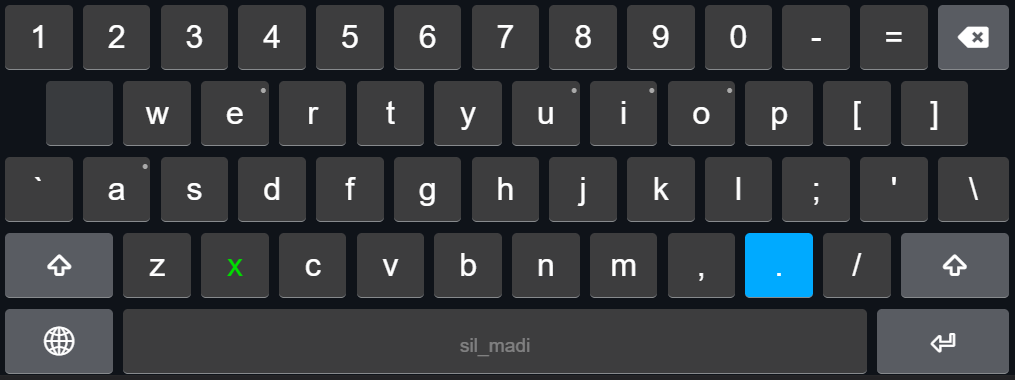 1 2 3 4 5 6 7 8 9 0 - =
w e r t y u i o p [ ]
` a s d f g h j k l ; ' \
z x c v b n m , . /
sil_madi